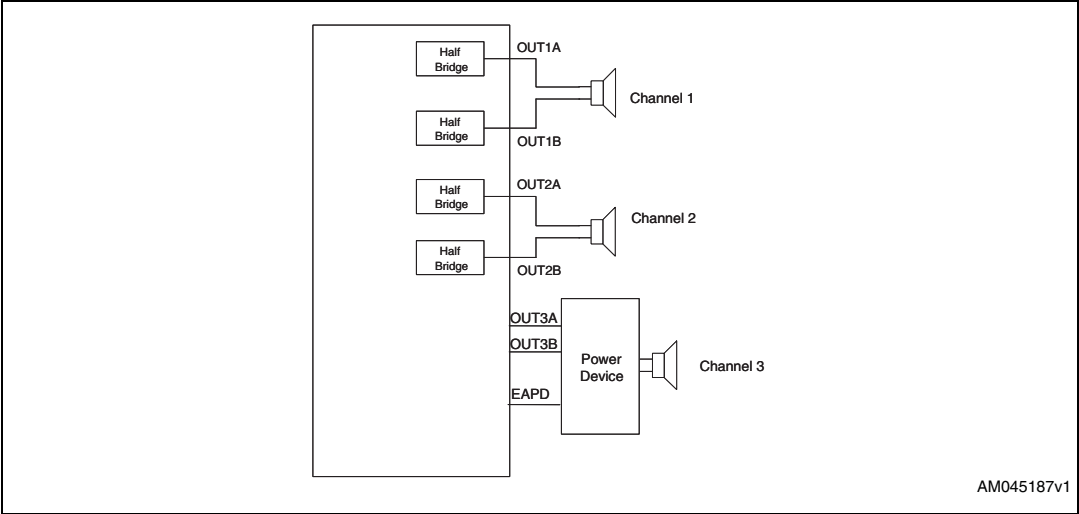 Half
Bridge
OUT1A
Channel 1
Half
Bridge
OUT1B
Half
Bridge
OUT2A
Channel 2
Half
Bridge
OUT2B
OUT3A
OUT3B
Power
Device
Channel 3
EAPD
AM045187v1